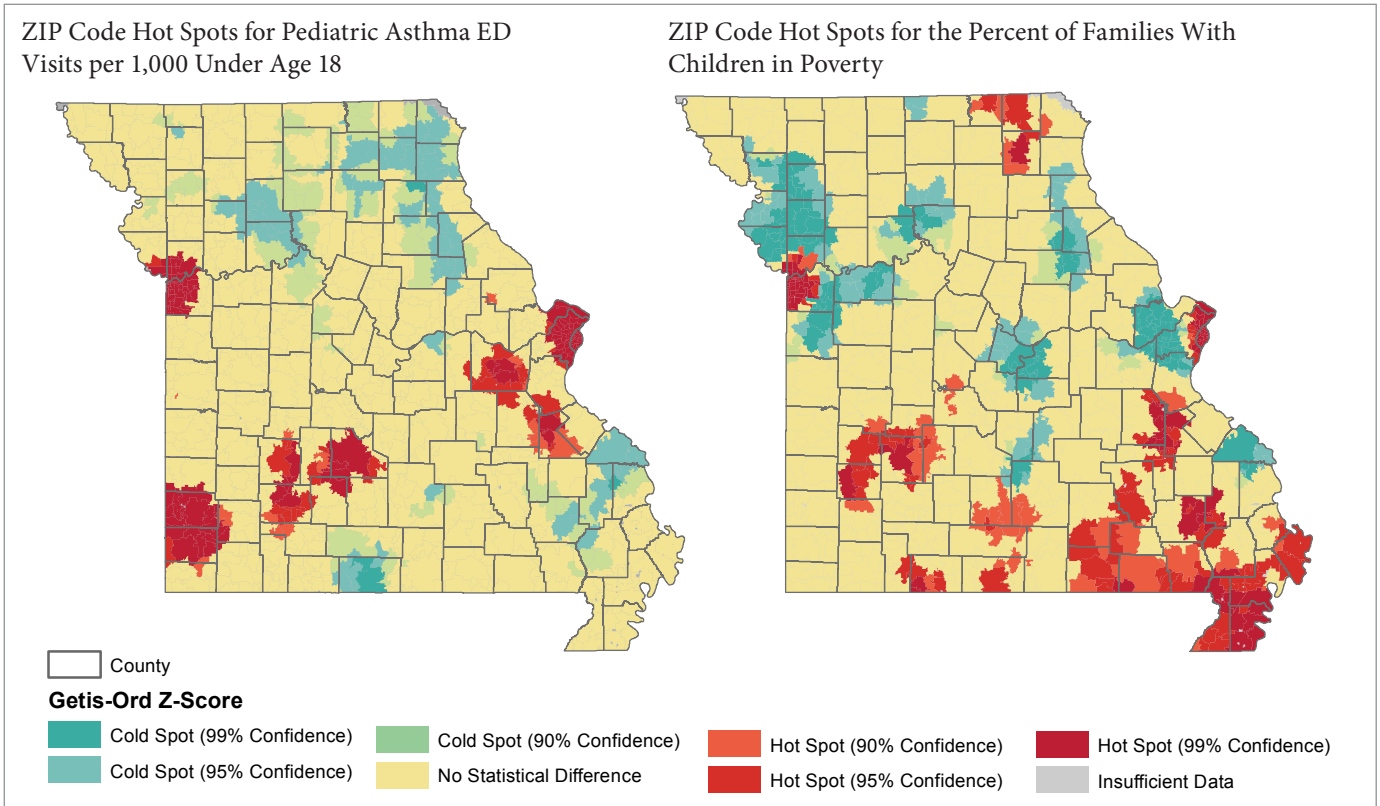 ZIP Code Hot Spots for Pediatric Asthma ED
Visits per 1,000 Under Age 18
ZIP Code Hot Spots for the Percent of Families With
Children in Poverty
County
Getis-Ord Z-Score
Cold Spot (99% Confidence)
Cold Spot (95% Confidence)
Cold Spot (90% Confidence)
No Statistical Difference
Hot Spot (90% Confidence)
Hot Spot (95% Confidence)
Hot Spot (99% Confidence)
Insufficient Data